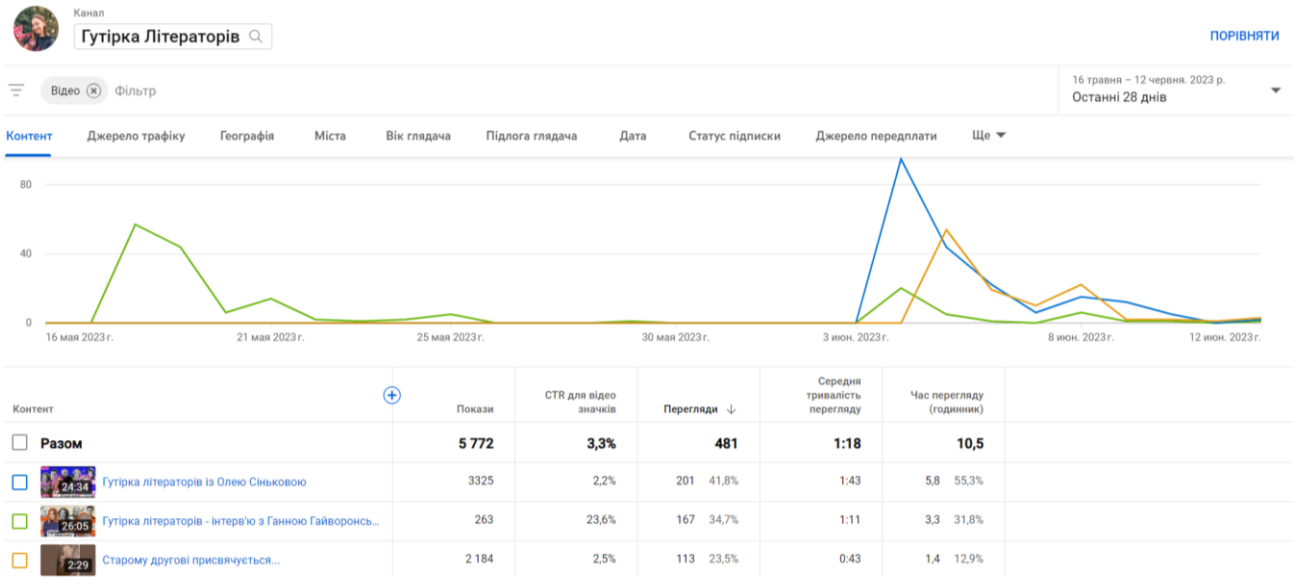 Канал
Гутірка Літераторів
ПОРІВНЯТИ
Відео
Фільтр
16 травня – 12 червня. 2023 р.
Останні 28 днів
Контент Джерело трафіку Географія Міста Вік глядача Підлога глядача Дата Статус підписки Джерело передплати Ще
80
40
0
16 мая 2023 г. 21 мая 2023 г. 25 мая 2023 г. 30 мая 2023 г. 3 июн. 2023 г. 8 июн. 2023 г. 12 июн. 2023 г.
Контент
Покази
CTR для відео
значків
Перегляди
Середня
тривалість
перегляду
Час перегляду
(годинник)
Разом 5 772 3,3% 481 1:18 10,5
24:34 Гутірка літераторів із Олею Сіньковою 3325 2,2% 201 41,8% 1:43 5,8 55,3%
26:05 Гутірка літераторів - інтерв'ю з Ганною Гайворонсь... 263 23,6% 167 34,7% 1:11 3,3 31,8%
2:29 Старому другові присвячується... 2 184 2,5% 113 23,5% 0:43 1,4 12,9%